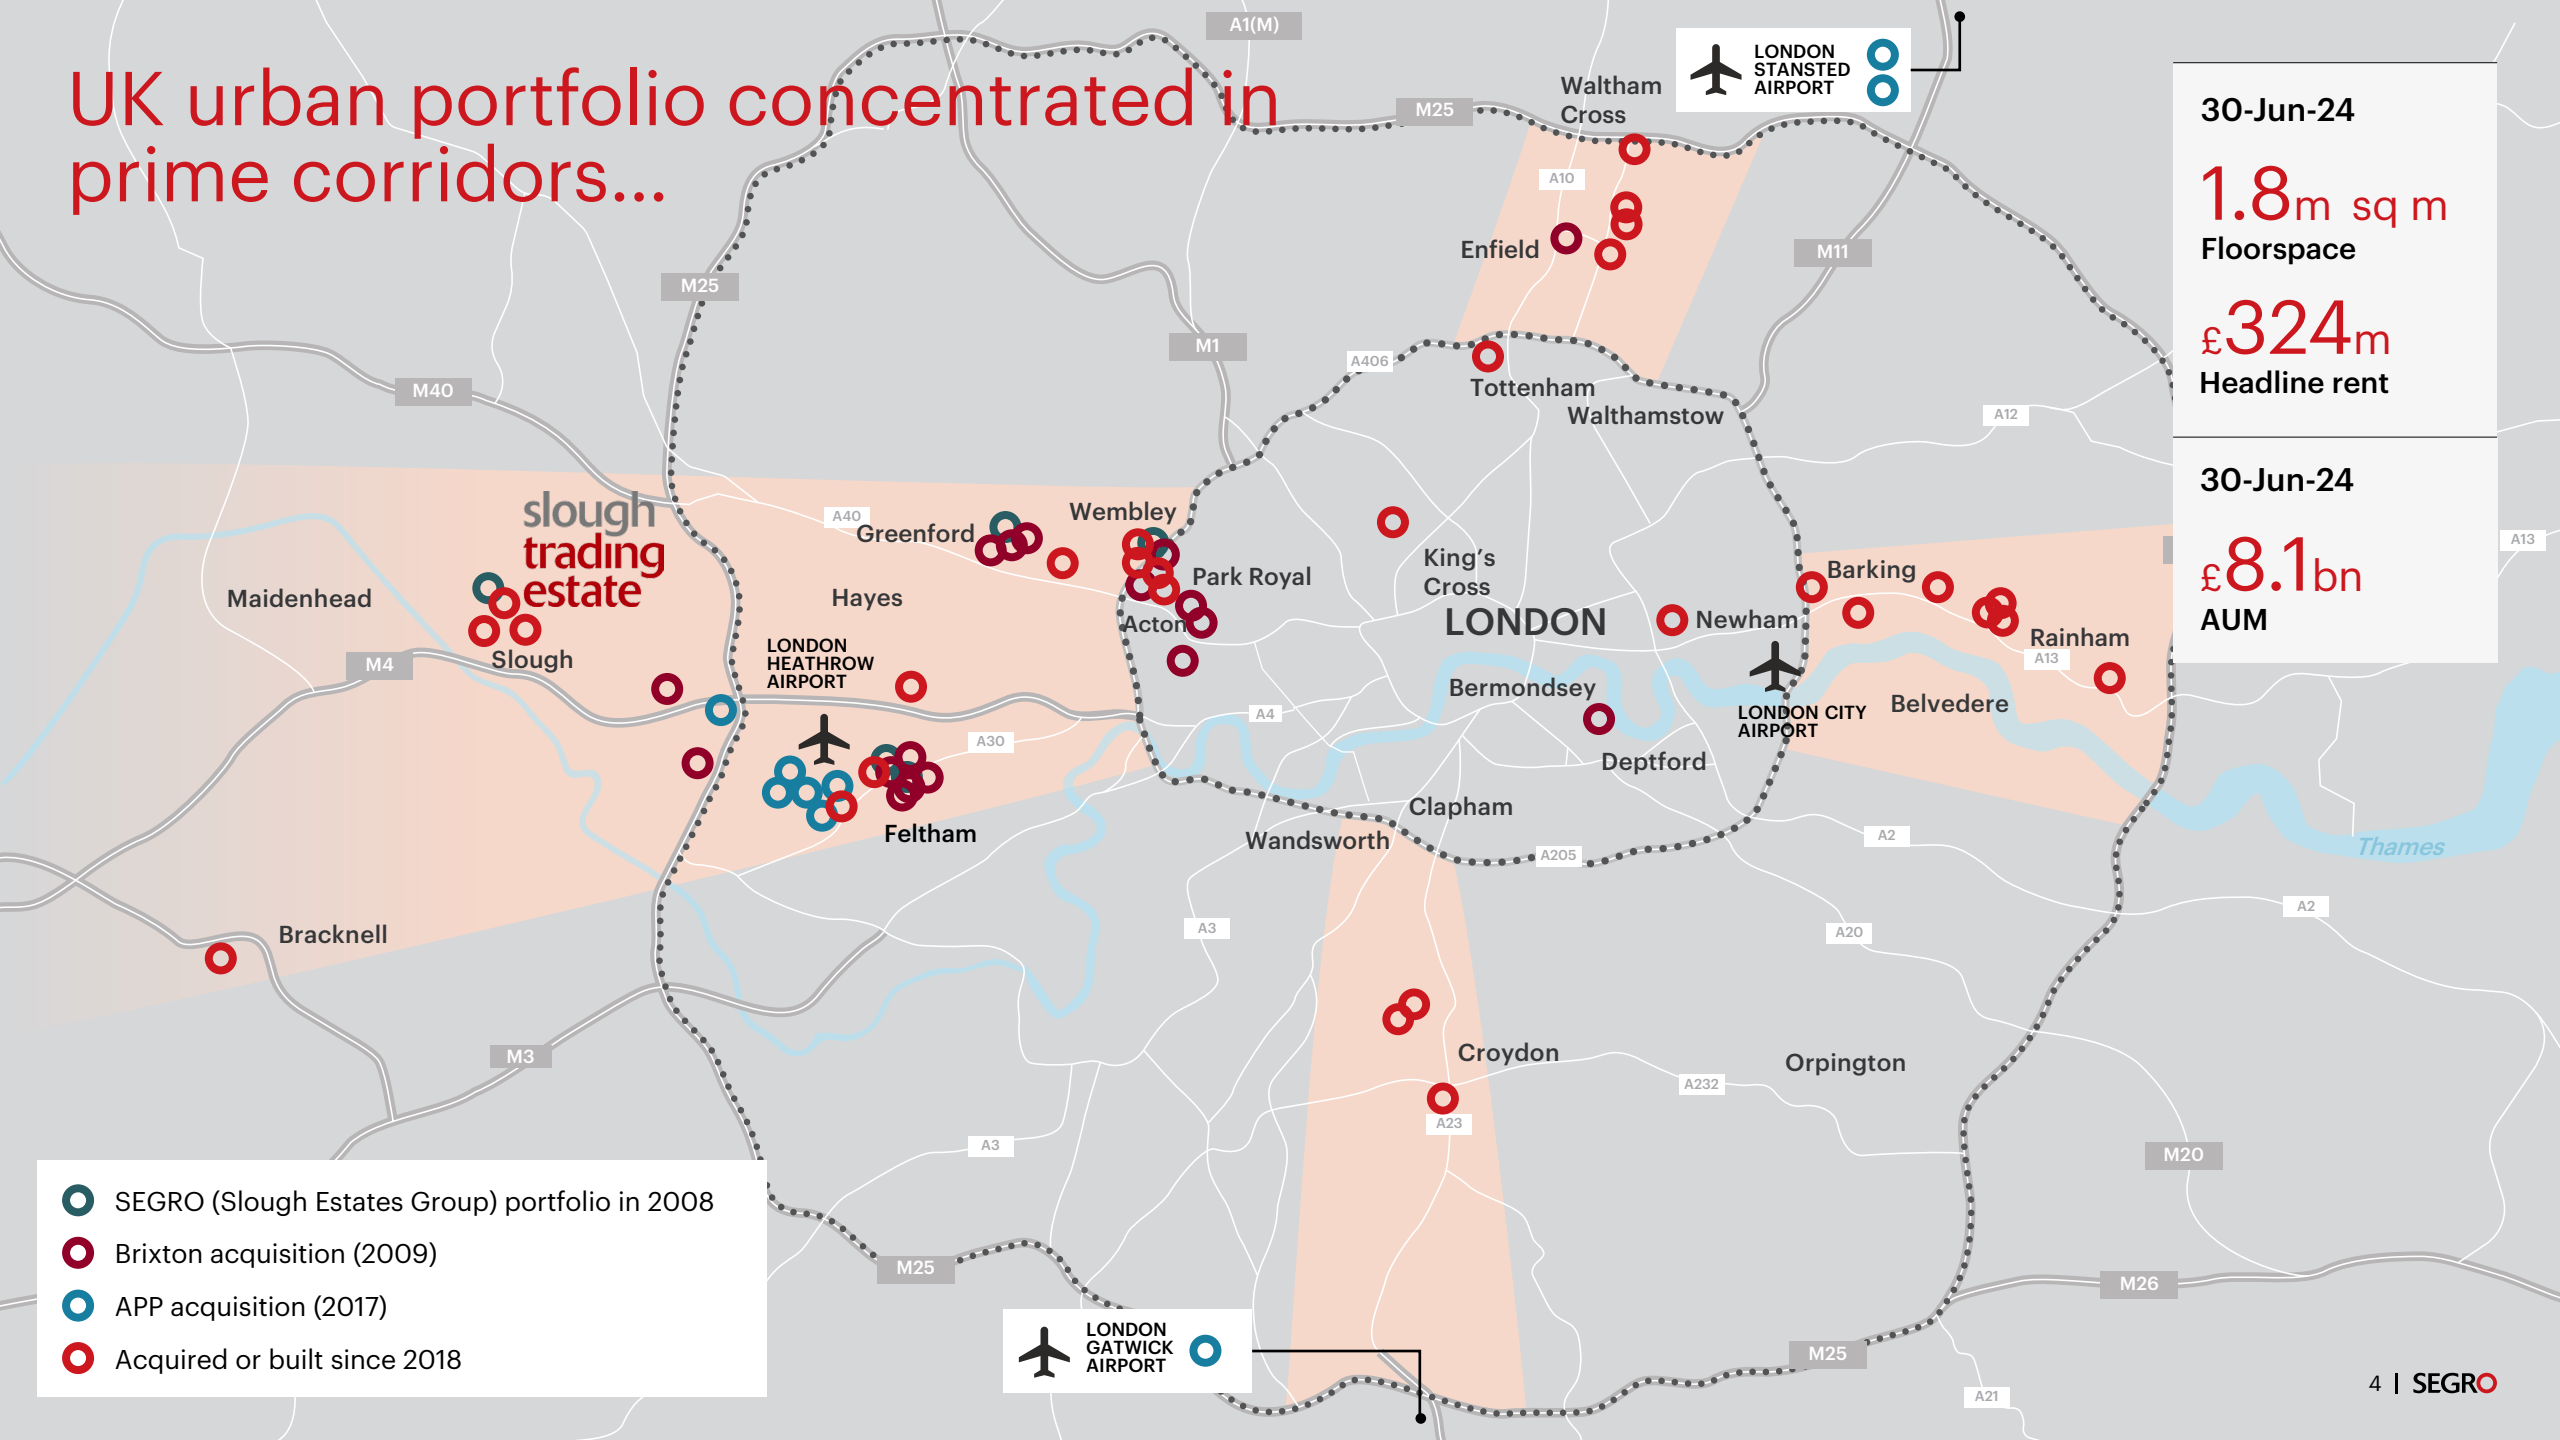 UK urban portfolio concentrated in
prime corridors...
A1(M)
LONDON
STANSTED
AIRPORT
Waltham
Cross
M25
30-Jun-24
1.8m sq m
Floorspace
£324m
Headline rent
30-Jun-24
£8.1bn
AUM
A10
Enfield
M11
M25
M1
A406
M40
Tottenham
Walthamstow
A12
slough
trading
estate
A40
Greenford
Wembley
A13
King's
Cross
Barking
Park Royal
Maidenhead
Hayes
Acton
LONDON
Newham
Rainham
A13
M4
Slough
LONDON
HEATHROW
AIRPORT
Bermondsey
Belvedere
A4
LONDON CITY
AIRPORT
A30
Deptford
Clapham
Feltham
Wandsworth
A2
Thames
A205
A2
Bracknell
A3
A20
M3
Croydon
Orpington
A232
A23
A3
M20
SEGRO (Slough Estates Group) portfolio in 2008
Brixton acquisition (2009)
APP acquisition (2017)
Acquired or built since 2018
M25
M26
LONDON
GATWICK
AIRPORT
M25
A21
4 | SEGRO